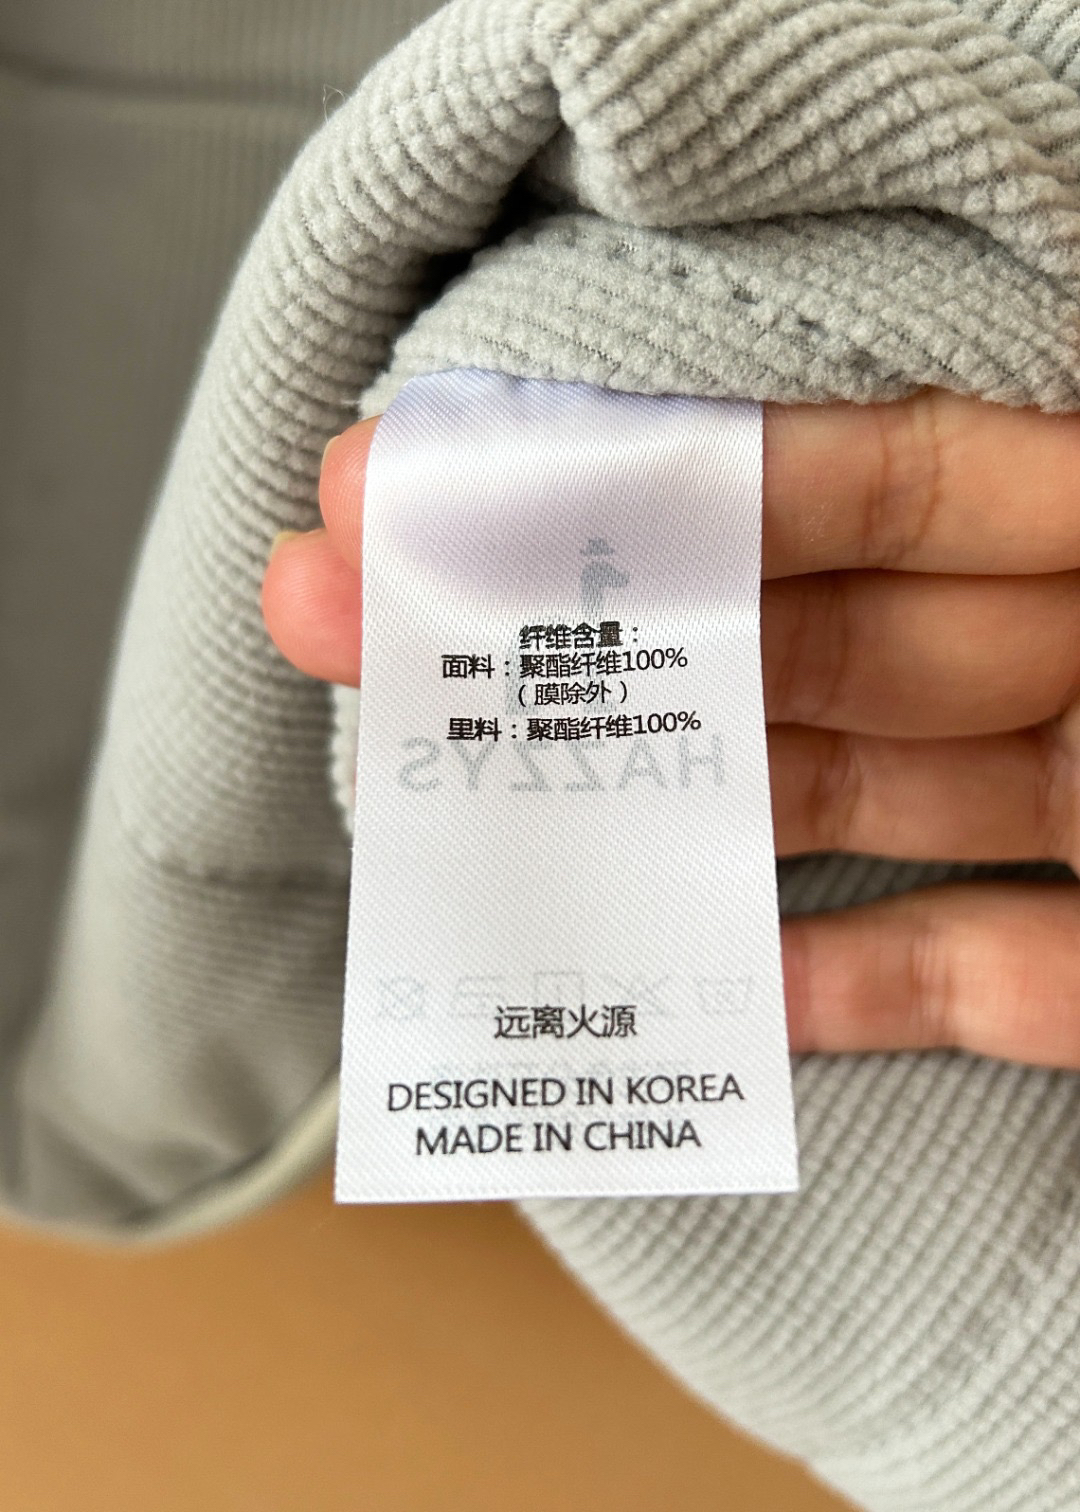 纤维含量：
面料：聚酯纤维100%
（膜除外）
里料：聚酯纤维100%
HAZZYS
远离火源
DESIGNED IN KOREA
MADE IN CHINA